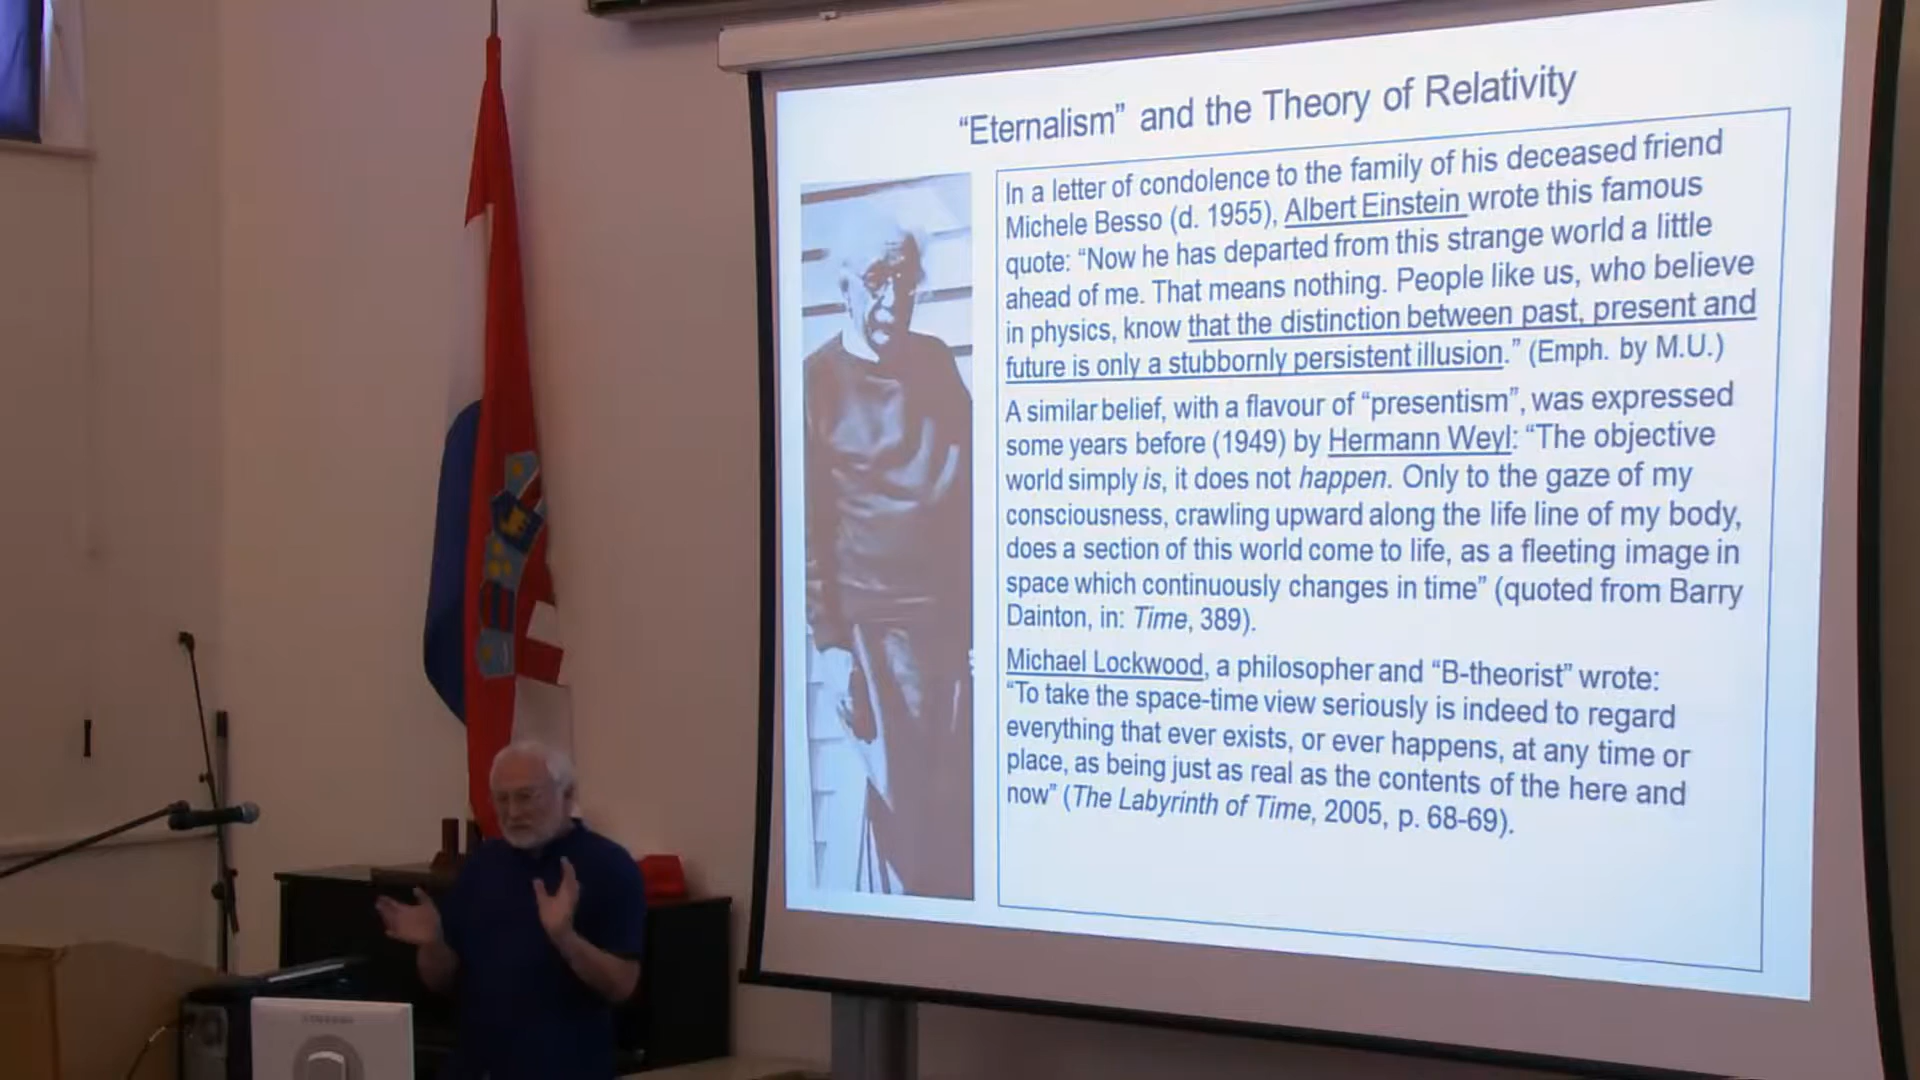 “Eternalism” and the Theory of Relativity
In a letter of condolence to the family of his deceased friend
Michele Besso (d. 1955), Albert Einstein wrote this famous
quote: “Now he has departed from this strange world a little
ahead of me. That means nothing. People like us, who believe
in physics, know that the distinction between past, present and
future is only a stubbornly persistent illusion.” (Emph. by M.U.)
A similar belief, with a flavour of “presentism”, was expressed
some years before (1949) by Hermann Weyl: “The objective
world simply is, it does not happen. Only to the gaze of my
consciousness, crawling upward along the life line of my body,
does a section of this world come to life, as a fleeting image in
space which continuously changes in time” (quoted from Barry
Dainton, in: Time, 389).
Michael Lockwood, a philosopher and “B-theorist” wrote:
“To take the space-time view seriously is indeed to regard
everything that ever exists, or ever happens, at any time or
place, as being just as real as the contents of the here and
now” (The Labyrinth of Time, 2005, p. 68-69).
SAMSUNG